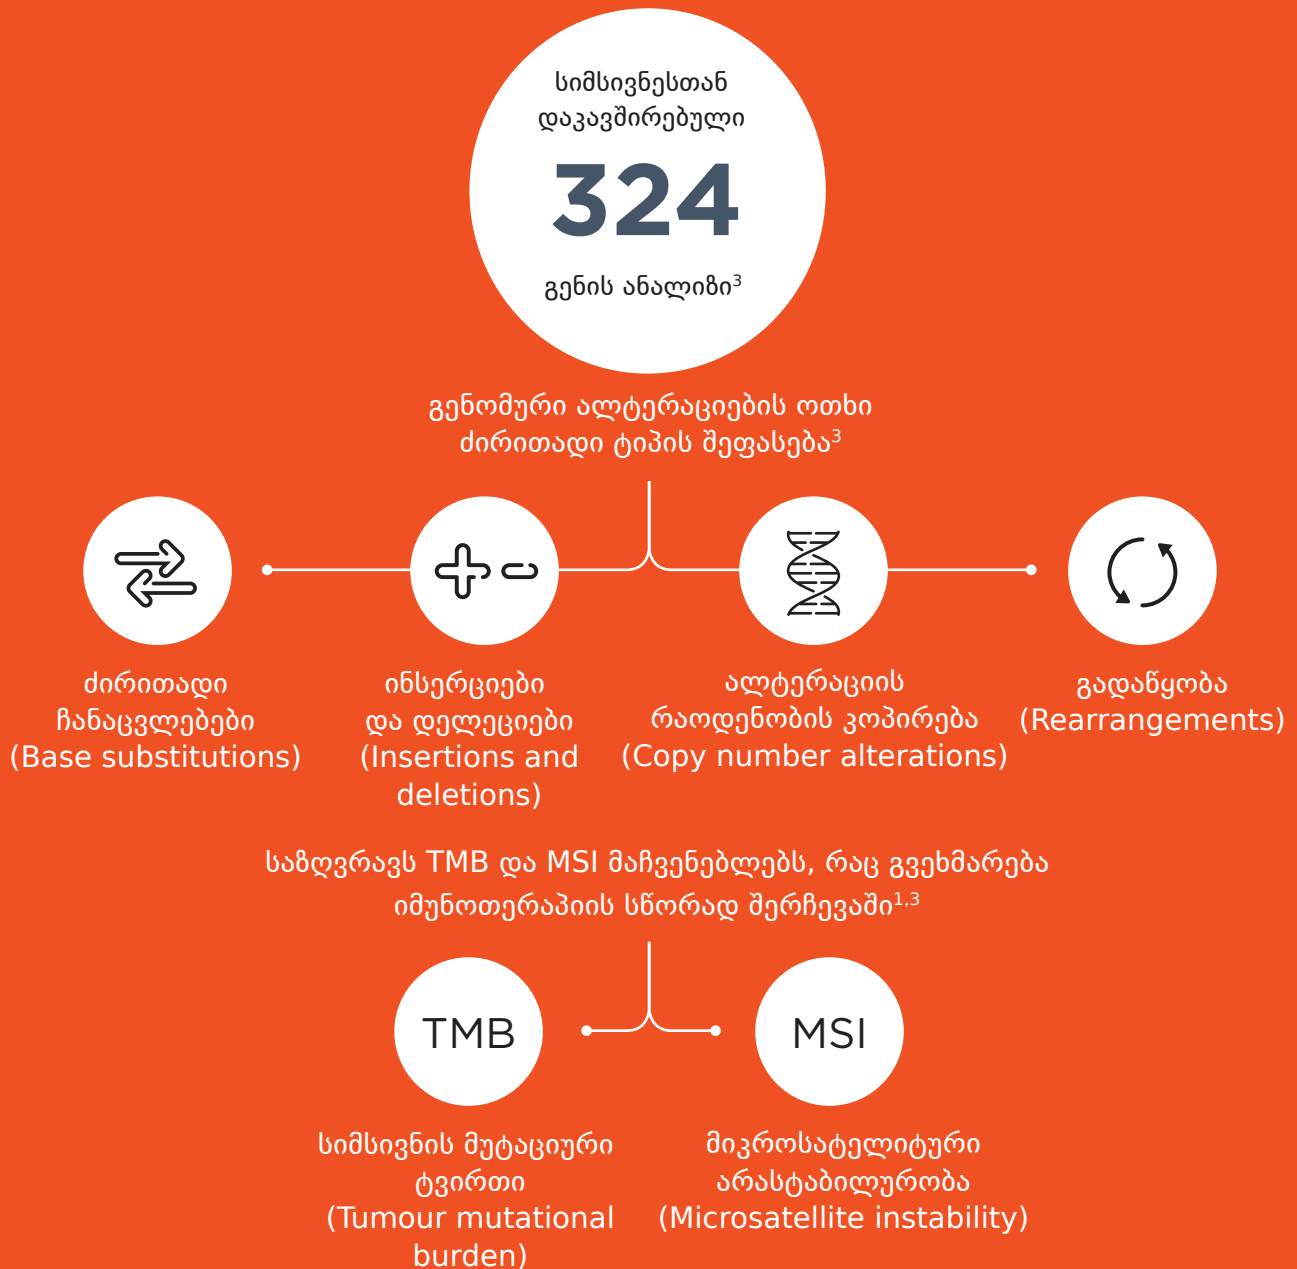 სიმსივნესთან
დაკავშირებული
324
გენის ანალიზი³
გენომური ალტერაციების ოთხი
ძირითადი ტიპის შეფასება³
ძირითადი
ჩანაცვლებები
(Base substitutions)
ინსერციები
და დელეციები
(Insertions and
deletions)
ალტერაციის
რაოდენობის კოპირება
(Copy number alterations)
გადაწყობა
(Rearrangements)
საზღვრავს TMB და MSI მაჩვენებლებს, რაც გვეხმარება
იმუნოთერაპიის სწორად შერჩევაში¹,³
TMB
MSI
სიმსივნის მუტაციური
ტვირთი
(Tumour mutational
burden)
მიკროსატელიტური
არასტაბილურობა
(Microsatellite instability)